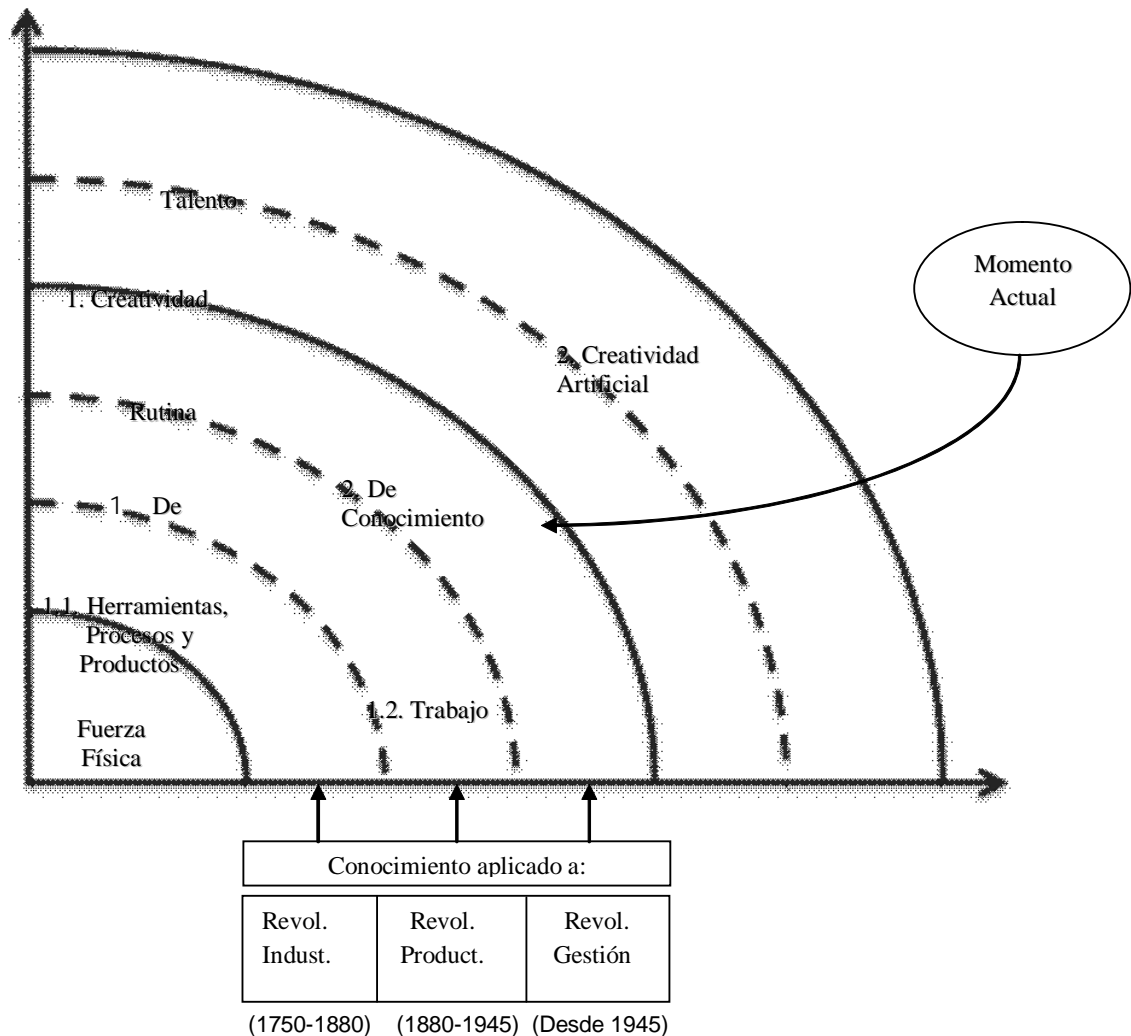 Talento
Momento
Actual
1. Creatividad
2. Creatividad
Artificial
Rutina
2. De
Conocimiento
1. De
1.1. Herramientas,
Procesos y
Productos
1.2. Trabajo
Fuerza
Física
Conocimiento aplicado a:
Revol.
Indust.
Revol.
Product.
Revol.
Gestión
(1750-1880) (1880-1945) (Desde 1945)